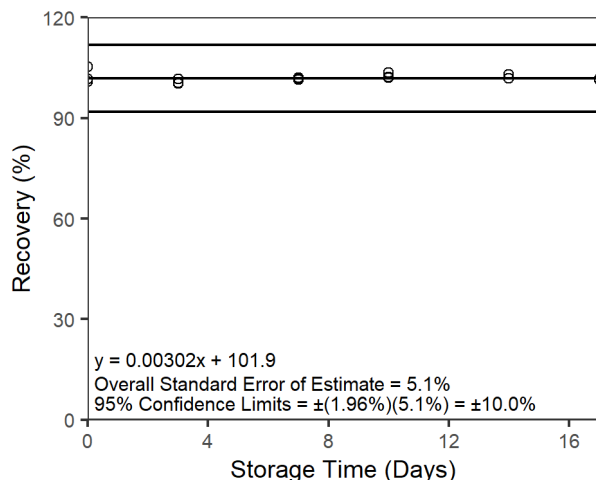 120
90
60
30
0
Recovery (%)
y = 0.00302x + 101.9
Overall Standard Error of Estimate = 5.1%
95% Confidence Limits = ±(1.96%)(5.1%) = ±10.0%
0 4 8 12 16
Storage Time (Days)